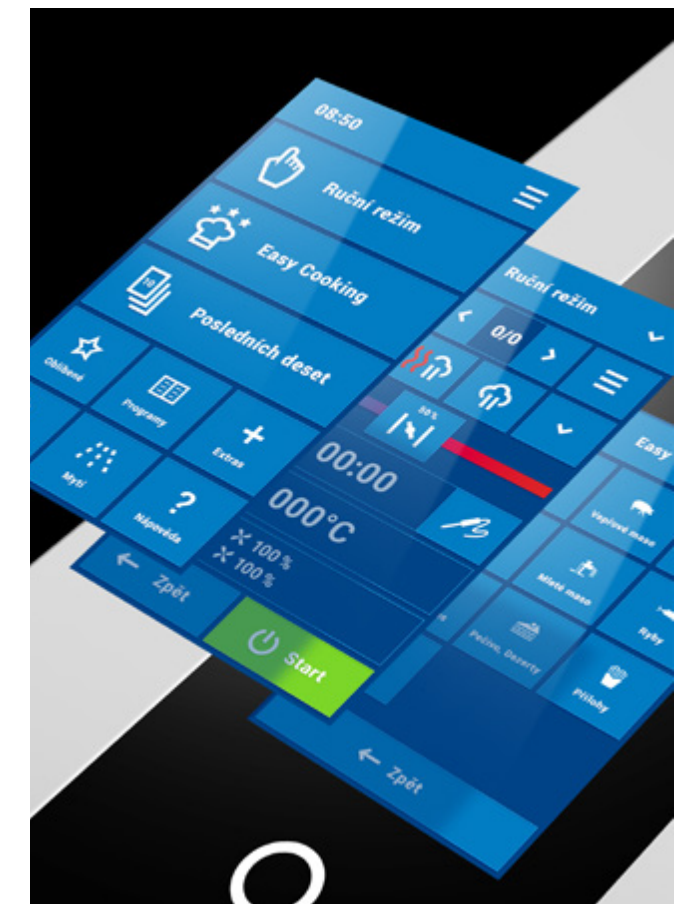 08:50
Ruční režim
Easy Cooking
10
Posledních deset
Oblíbené
Programy
Extras
Mytí
Nápověda
Ruční režim
0/0
50%
00:00
000°C
100%
100%
Zpět
Start
Easy
Vepřové maso
Mleté maso
Ryby
Pečivo, Dezerty
Přílohy
Zpět